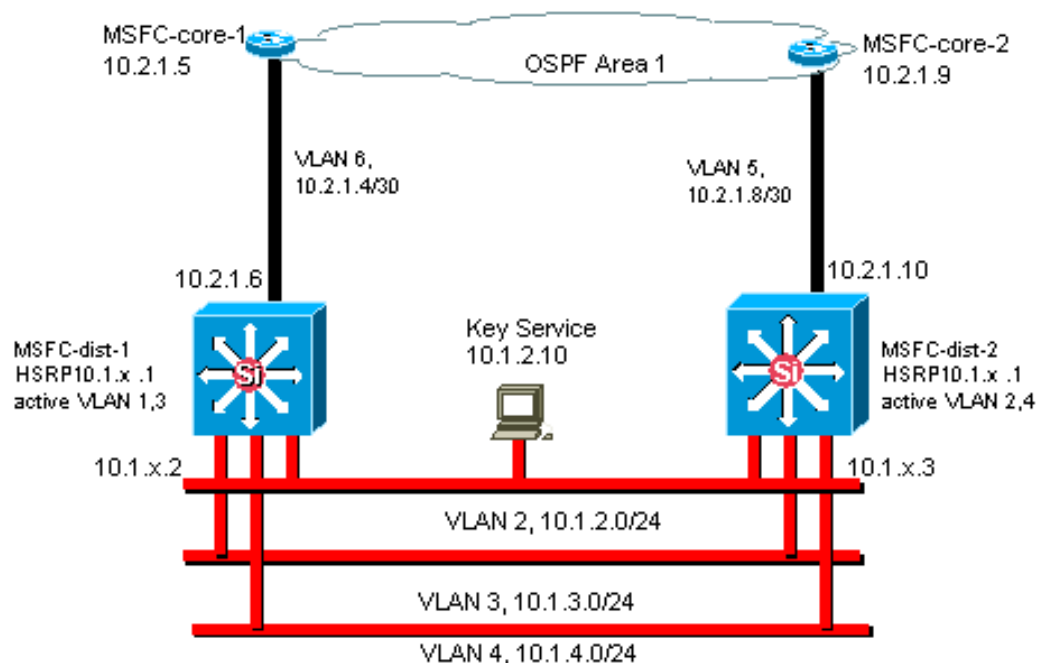 MSFC-core-1
10.2.1.5
OSPF Area 1
MSFC-core-2
10.2.1.9
VLAN 6,
10.2.1.4/30
VLAN 5,
10.2.1.8/30
10.2.1.6
10.2.1.10
MSFC-dist-1
HSRP10.1.x .1
active VLAN 1,3
Si
Key Service
10.1.2.10
Si
MSFC-dist-2
HSRP10.1.x .1
active VLAN 2,4
10.1.x.2
10.1.x.3
VLAN 2, 10.1.2.0/24
VLAN 3, 10.1.3.0/24
VLAN 4, 10.1.4.0/24